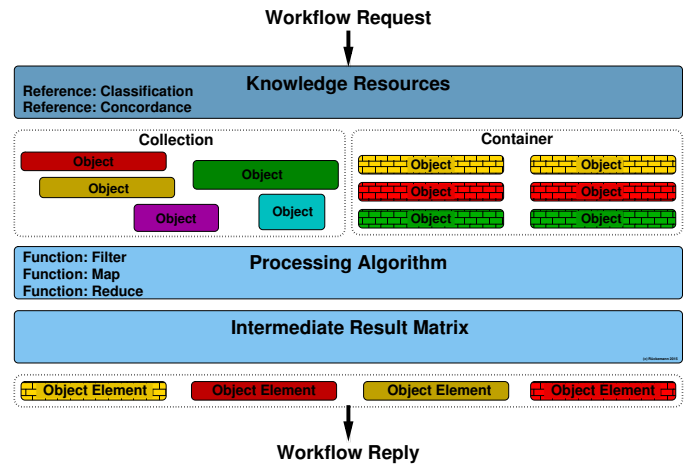 Workflow Request
Knowledge Resources
Reference: Classification
Reference: Concordance
Collection
Container
Object
Object
Object
Object
Object
Object
Object
Object
Object
Object
Object
Function: Filter
Function: Map
Function: Reduce
Processing Algorithm
Intermediate Result Matrix
Object Element
Object Element
Object Element
Object Element
Workflow Reply